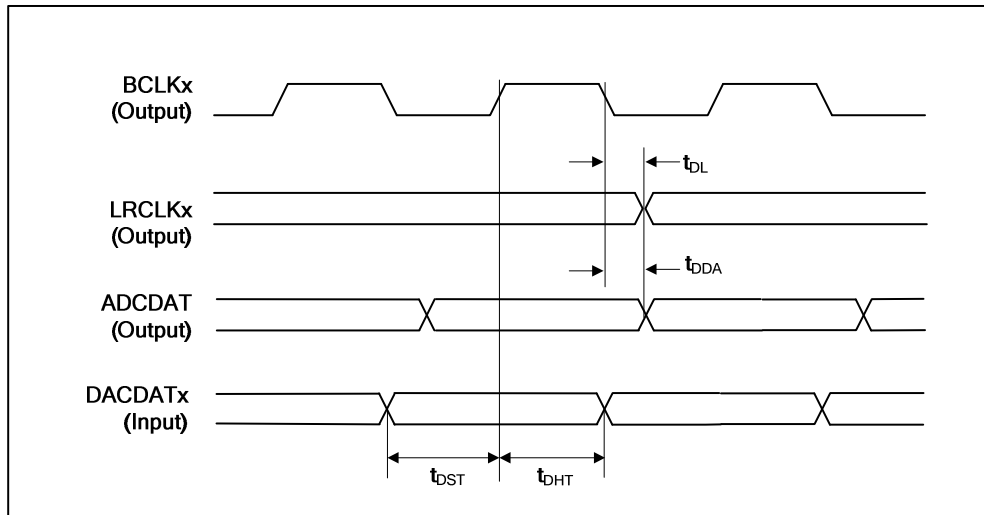 BCLKx
(Output)
tDL
LRCLKx
(Output)
tDDA
ADCDAT
(Output)
DACDATx
(Input)
tDST
tDHT